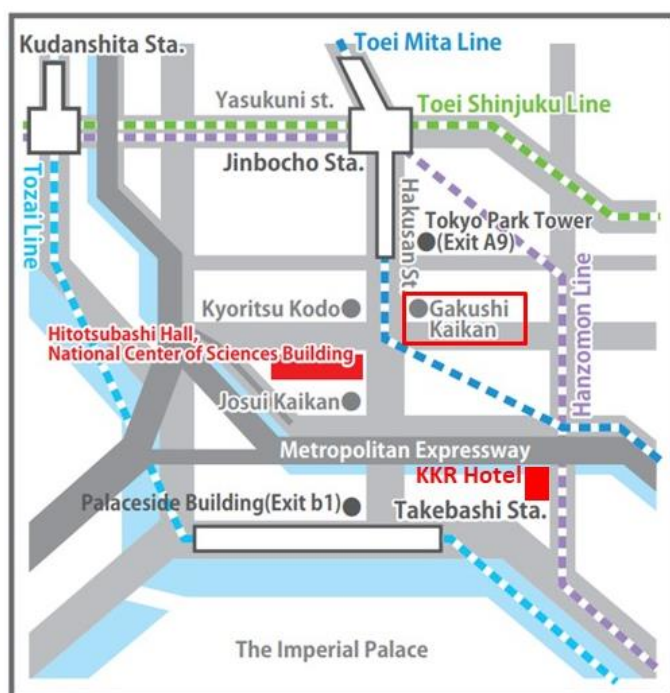 Kudanshita Sta.
Toei Mita Line
Yasukuni st.
Toei Shinjuku Line
Jinbocho Sta.
Tozai Line
Hakusan St
Tokyo Park Tower
(Exit A9)
Kyoritsu Kodo
Gakushi
Kaikan
Hanzomon Line
Hitotsubashi Hall,
National Center of Sciences Building
Josui Kaikan
Metropolitan Expressway
KKR Hotel
Palaceside Building(Exit b1)
Takebashi Sta.
The Imperial Palace